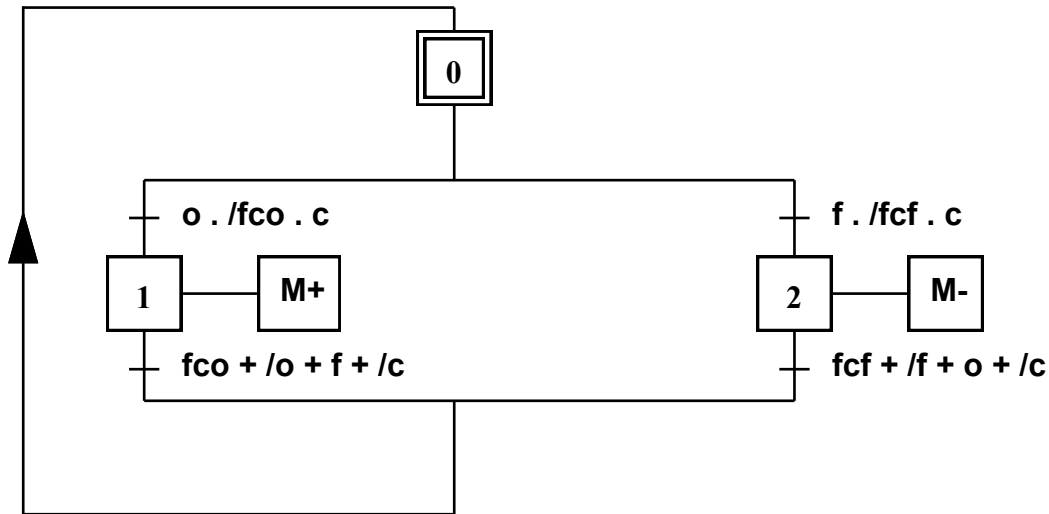 0
o . /fco . c
f . /fcf . c
1
M+
2
M-
fco + /o + f + /c
fcf + /f + o + /c